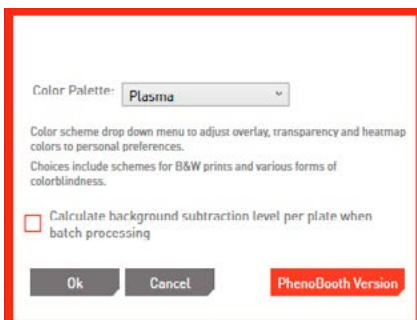 Color Palette: Plasma
Color scheme drop down menu to adjust overlay, transparency and heatmap
colors to personal preferences.
Choices include schemes for B&W prints and various forms of
colorblindness.
Calculate background subtraction level per plate when
batch processing
Ok Cancel PhenoBooth Version